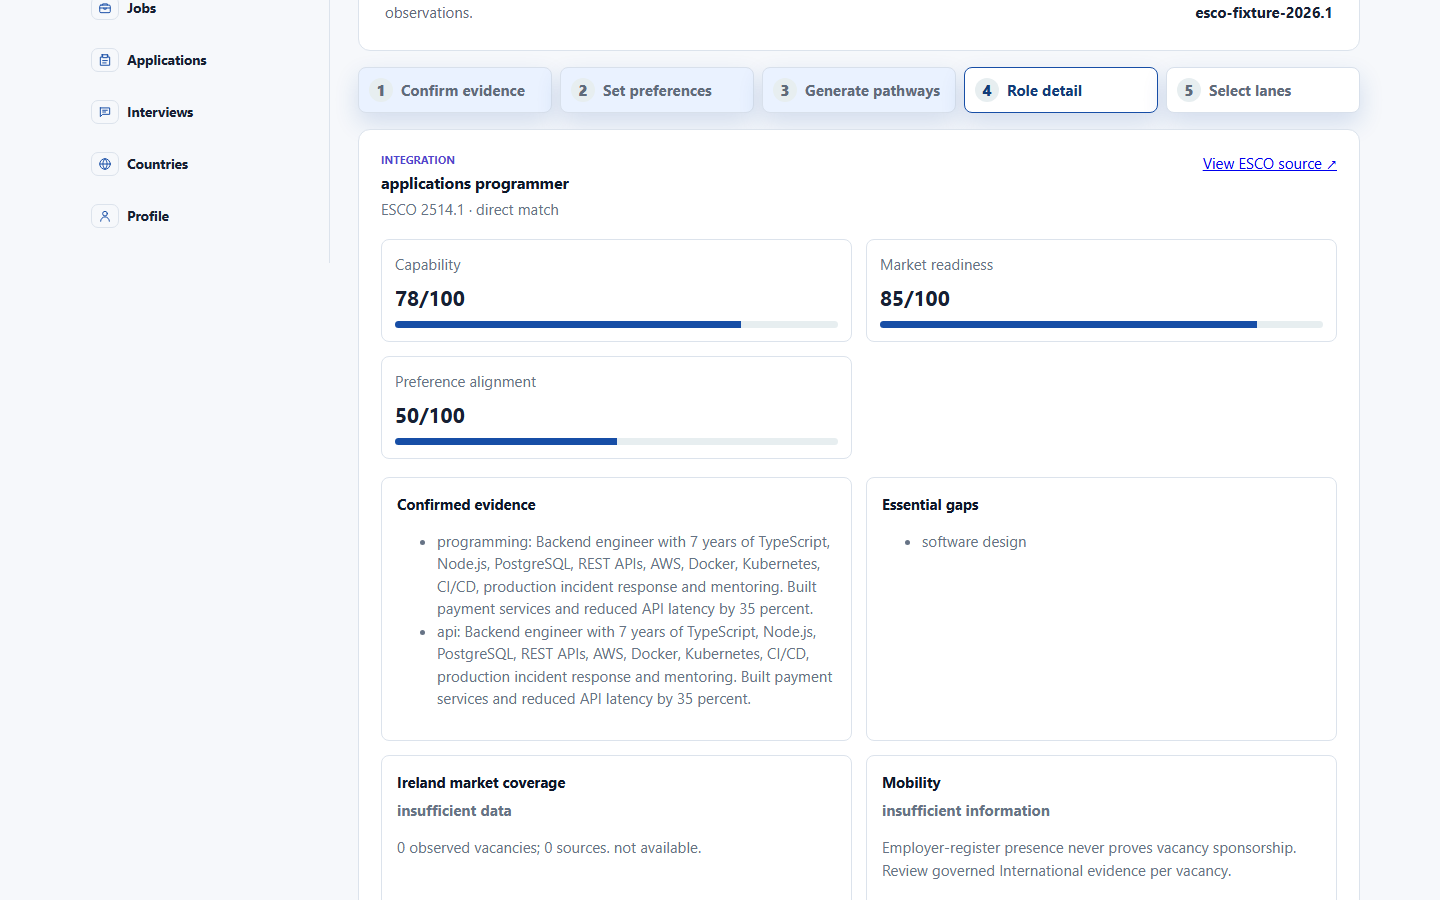 Jobs
Applications
Interviews
Countries
Profile
observations.
esco-fixture-2026.1
1 Confirm evidence
2 Set preferences
3 Generate pathways
4 Role detail
5 Select lanes
INTEGRATION
View ESCO source ↗
applications programmer
ESCO 2514.1 · direct match
Capability
78/100
Market readiness
85/100
Preference alignment
50/100
Confirmed evidence
• programming: Backend engineer with 7 years of TypeScript,
Node.js, PostgreSQL, REST APIs, AWS, Docker, Kubernetes,
CI/CD, production incident response and mentoring. Built
payment services and reduced API latency by 35 percent.
• api: Backend engineer with 7 years of TypeScript, Node.js,
PostgreSQL, REST APIs, AWS, Docker, Kubernetes, CI/CD,
production incident response and mentoring. Built payment
services and reduced API latency by 35 percent.
Essential gaps
• software design
Ireland market coverage
insufficient data
0 observed vacancies; 0 sources. not available.
Mobility
insufficient information
Employer-register presence never proves vacancy sponsorship.
Review governed International evidence per vacancy.